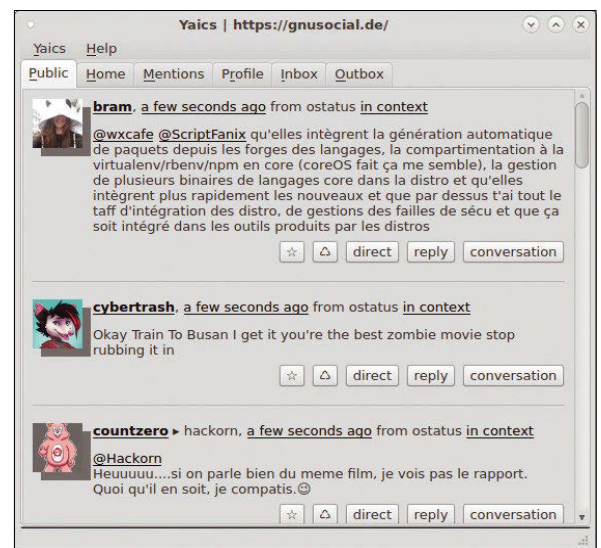 Yaics | https://gnusocial.de/
Yaics Help
Public Home Mentions Profile Inbox Outbox
bram, a few seconds ago from ostatus in context
@wxcafe @ScriptFanix qu'elles intègrent la génération automatique
de paquets depuis les forges des langages, la compartimentation à la
virtualenv/rbenv/npm en core (coreOS fait ça me semble), la gestion
de plusieurs binaires de langages core dans la distro et qu'elles
intègrent plus rapidement les nouveaux et que par dessus t'ai tout le
taff d'intégration des distro, de gestions des failles de sécu et que ça
soit intégré dans les outils produits par les distros
☆ ♺ direct reply conversation
cybertrash, a few seconds ago from ostatus in context
Okay Train To Busan I get it you're the best zombie movie stop
rubbing it in
☆ ♺ direct reply conversation
countzero ▸ hackorn, a few seconds ago from ostatus in context
@Hackorn
Heuuuuu....si on parle bien du meme film, je vois pas le rapport.
Quoi qu'il en soit, je compatis.😉
☆ ♺ direct reply conversation